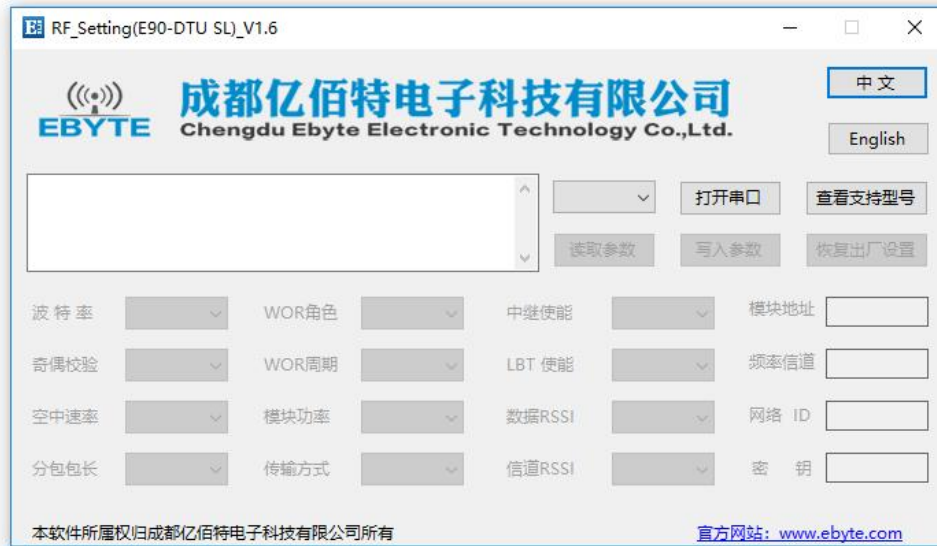 RF_Setting(E90-DTU SL)_V1.6
成都亿佰特电子科技有限公司
EBYTE Chengdu Ebyte Electronic Technology Co.,Ltd.
中 文
English
打开串口 查看支持型号
读取参数 写入参数 恢复出厂设置
波 特 率 WOR角色 中继使能 模块地址
奇偶校验 WOR周期 LBT 使能 频率信道
空中速率 模块功率 数据RSSI 网络 ID
分包包长 传输方式 信道RSSI 密 钥
本软件所属权归成都亿佰特电子科技有限公司所有 官方网站：www.ebyte.com